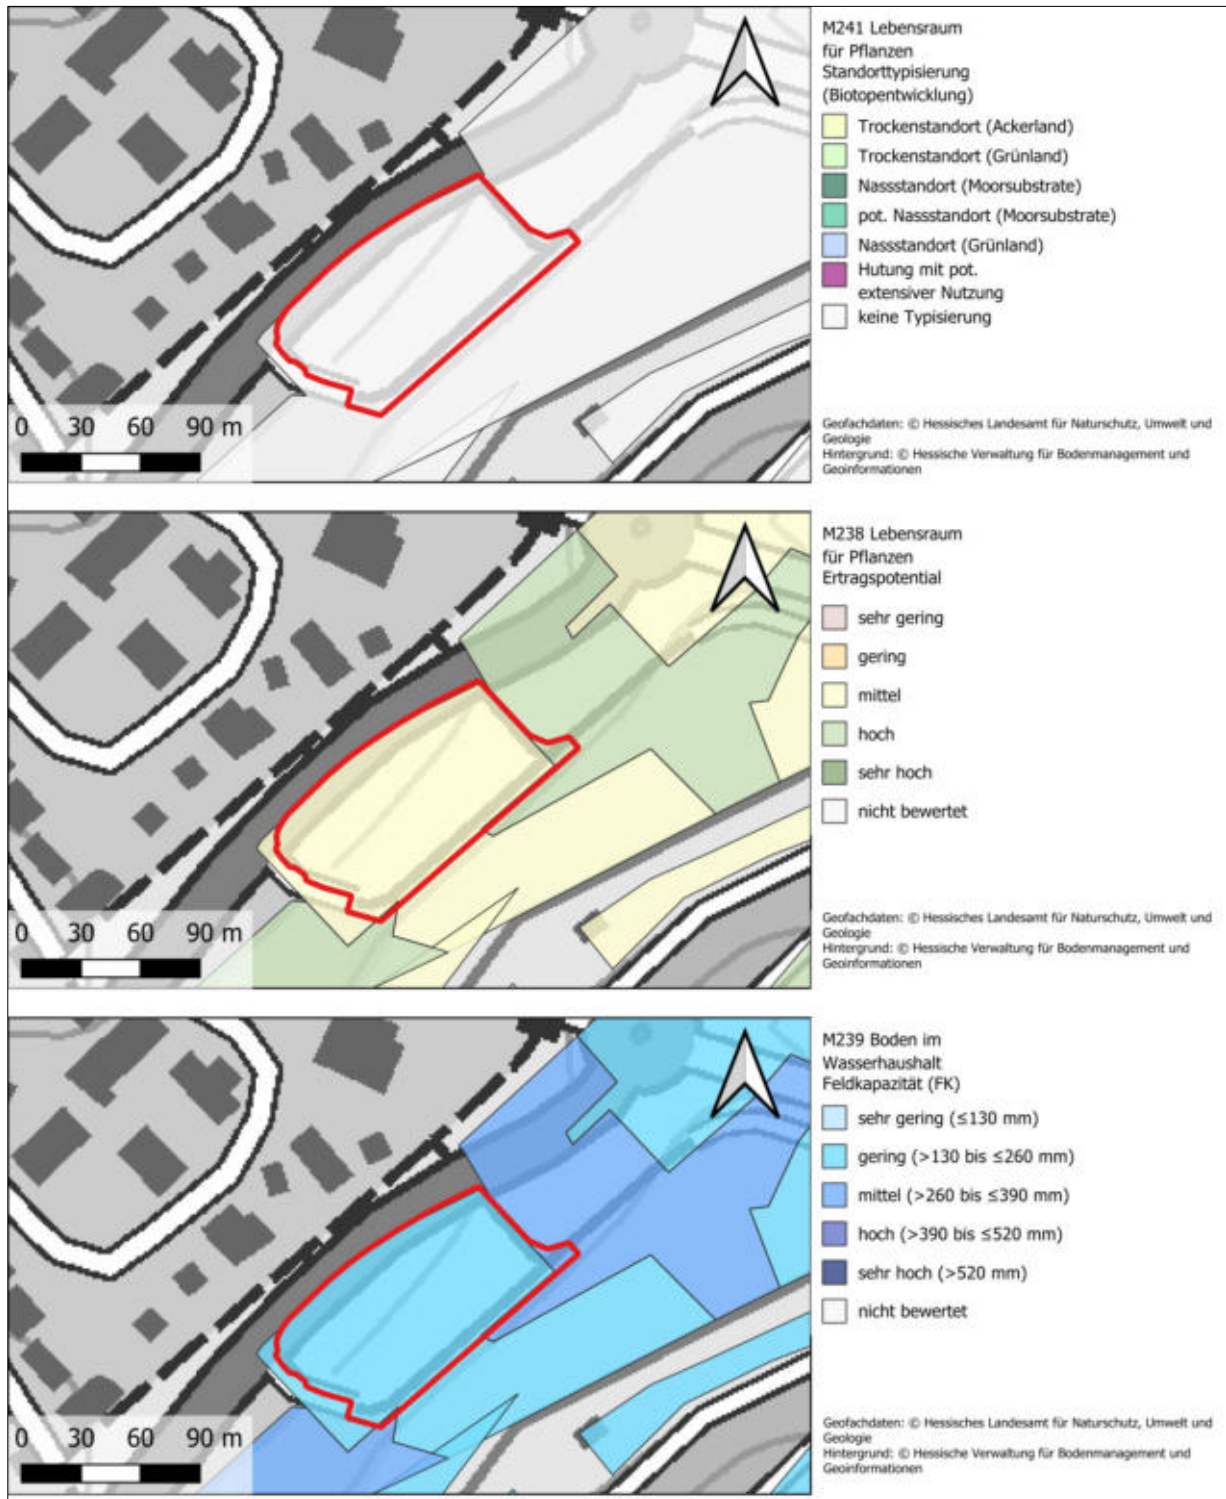 M241 Lebensraum
für Pflanzen
Standorttypisierung
(Biotopentwicklung)
Trockenstandort (Ackerland)
Trockenstandort (Grünland)
Nassstandort (Moorsubstrate)
pot. Nassstandort (Moorsubstrate)
Nassstandort (Grünland)
Hutung mit pot.
extensiver Nutzung
keine Typisierung
0 30 60 90 m
Geofachdaten: © Hessisches Landesamt für Naturschutz, Umwelt und
Geologie
Hintergrund: © Hessische Verwaltung für Bodenmanagement und
Geoinformationen
M238 Lebensraum
für Pflanzen
Ertragspotential
sehr gering
gering
mittel
hoch
sehr hoch
nicht bewertet
0 30 60 90 m
Geofachdaten: © Hessisches Landesamt für Naturschutz, Umwelt und
Geologie
Hintergrund: © Hessische Verwaltung für Bodenmanagement und
Geoinformationen
M239 Boden im
Wasserhaushalt
Feldkapazität (FK)
sehr gering (≤130 mm)
gering (>130 bis ≤260 mm)
mittel (>260 bis ≤390 mm)
hoch (>390 bis ≤520 mm)
sehr hoch (>520 mm)
nicht bewertet
0 30 60 90 m
Geofachdaten: © Hessisches Landesamt für Naturschutz, Umwelt und
Geologie
Hintergrund: © Hessische Verwaltung für Bodenmanagement und
Geoinformationen